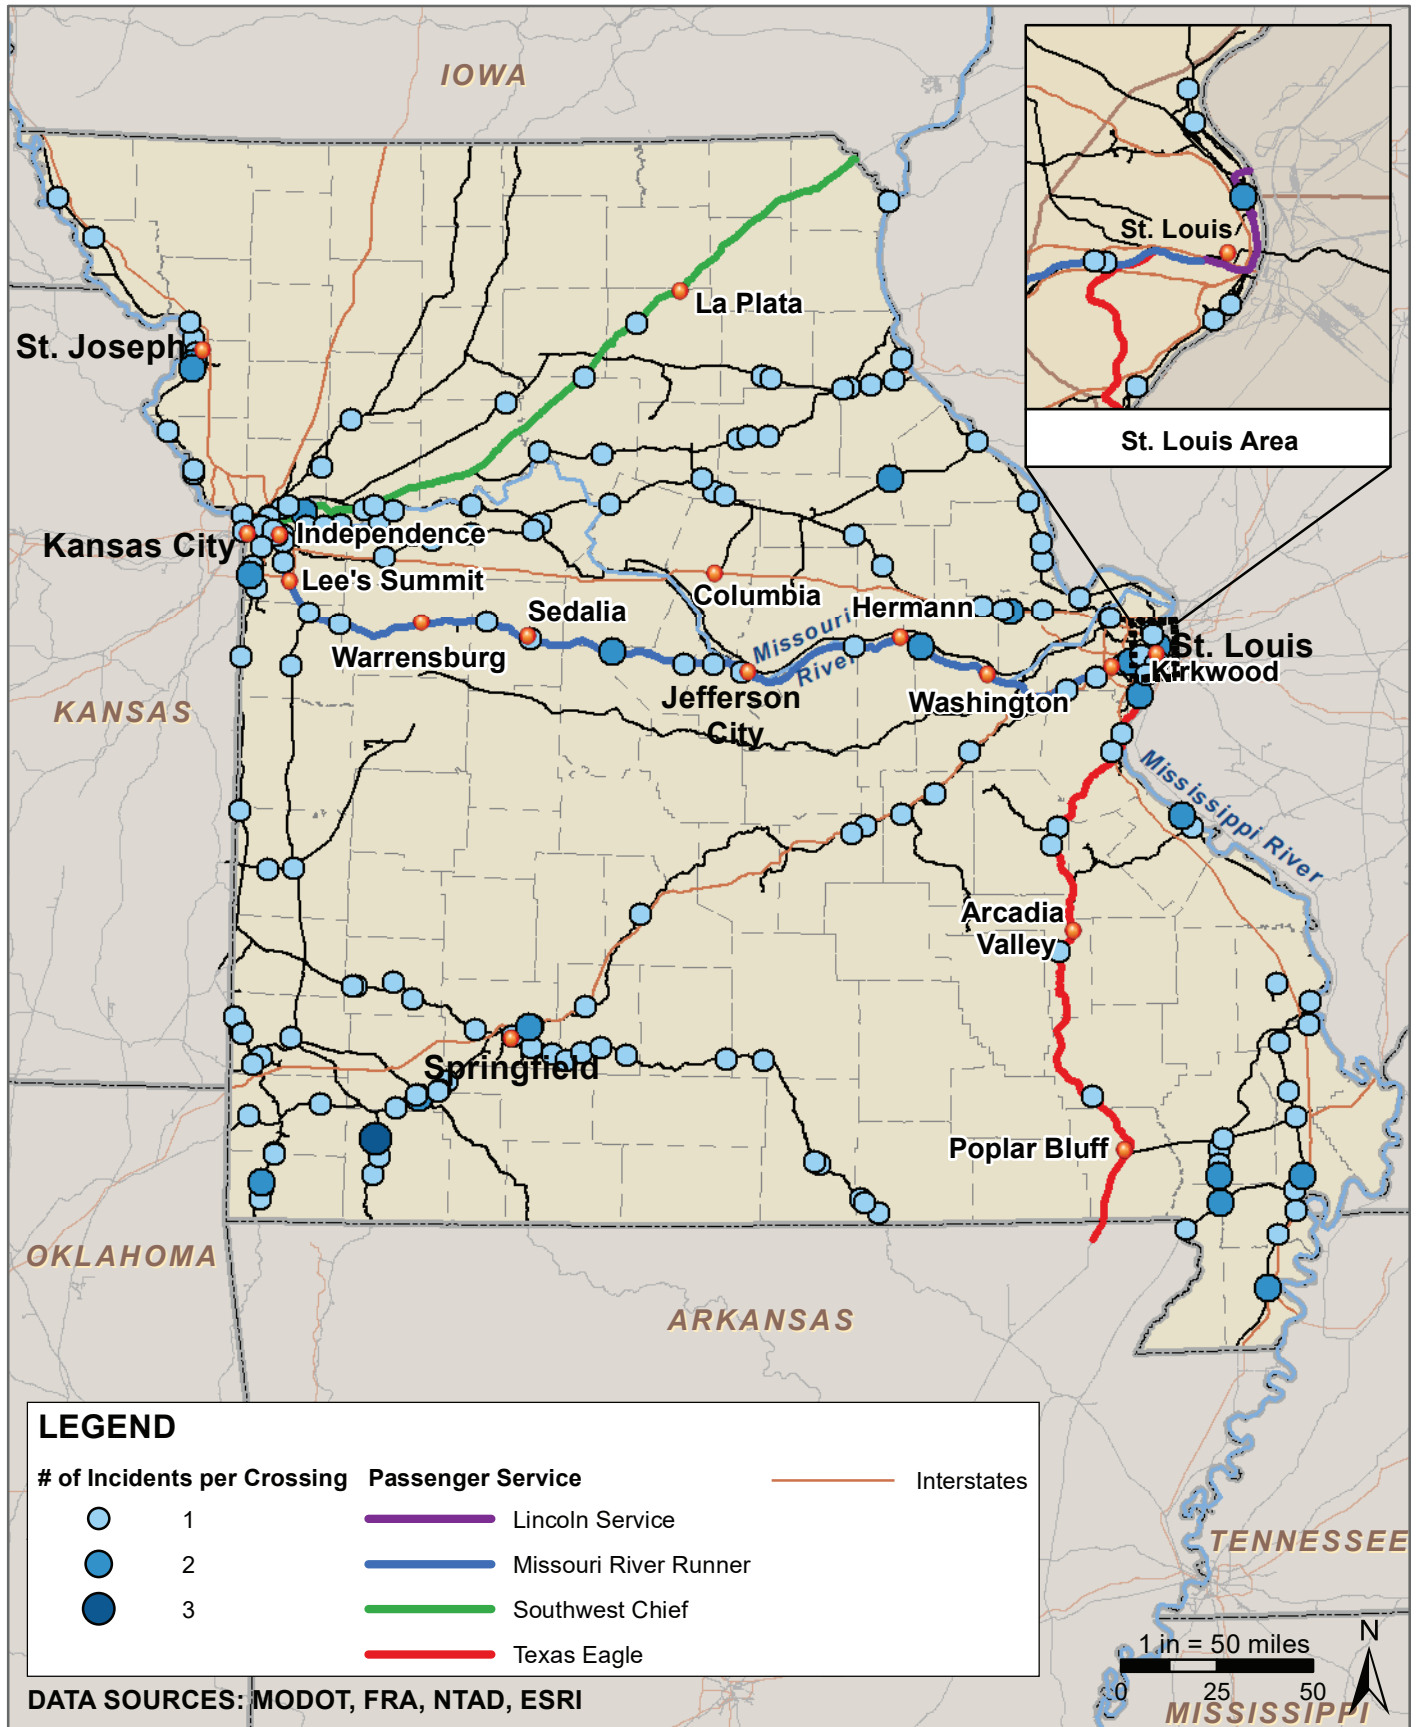 IOWA
St. Louis
St. Louis Area
La Plata
St. Joseph
Kansas City
Independence
Lee's Summit
Columbia
Sedalia
Hermann
Missouri
River
Warrensburg
St. Louis
Kirkwood
Jefferson
City
Washington
KANSAS
Mississippi River
Arcadia
Valley
Springfield
Poplar Bluff
OKLAHOMA
ARKANSAS
LEGEND
# of Incidents per Crossing
1
2
3
Passenger Service
Lincoln Service
Missouri River Runner
Southwest Chief
Texas Eagle
Interstates
TENNESSEE
1 in = 50 miles
0 25 50
N
MISSISSIPPI
DATA SOURCES: MODOT, FRA, NTAD, ESRI